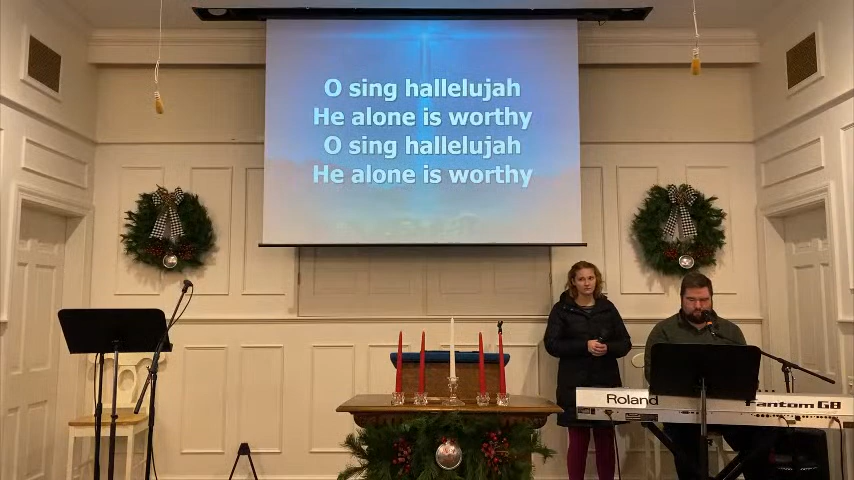 O sing hallelujah
He alone is worthy
O sing hallelujah
He alone is worthy
Roland
Fantom G8